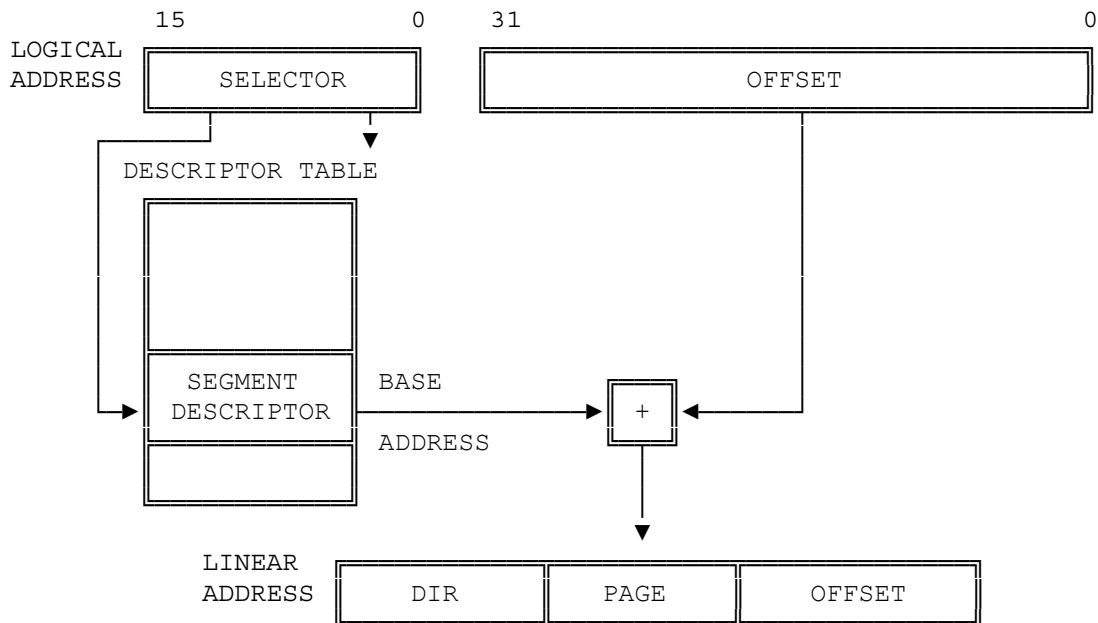 15 0 31 0
LOGICAL
ADDRESS SELECTOR OFFSET
DESCRIPTOR TABLE
SEGMENT BASE
DESCRIPTOR +
ADDRESS
LINEAR
ADDRESS DIR PAGE OFFSET